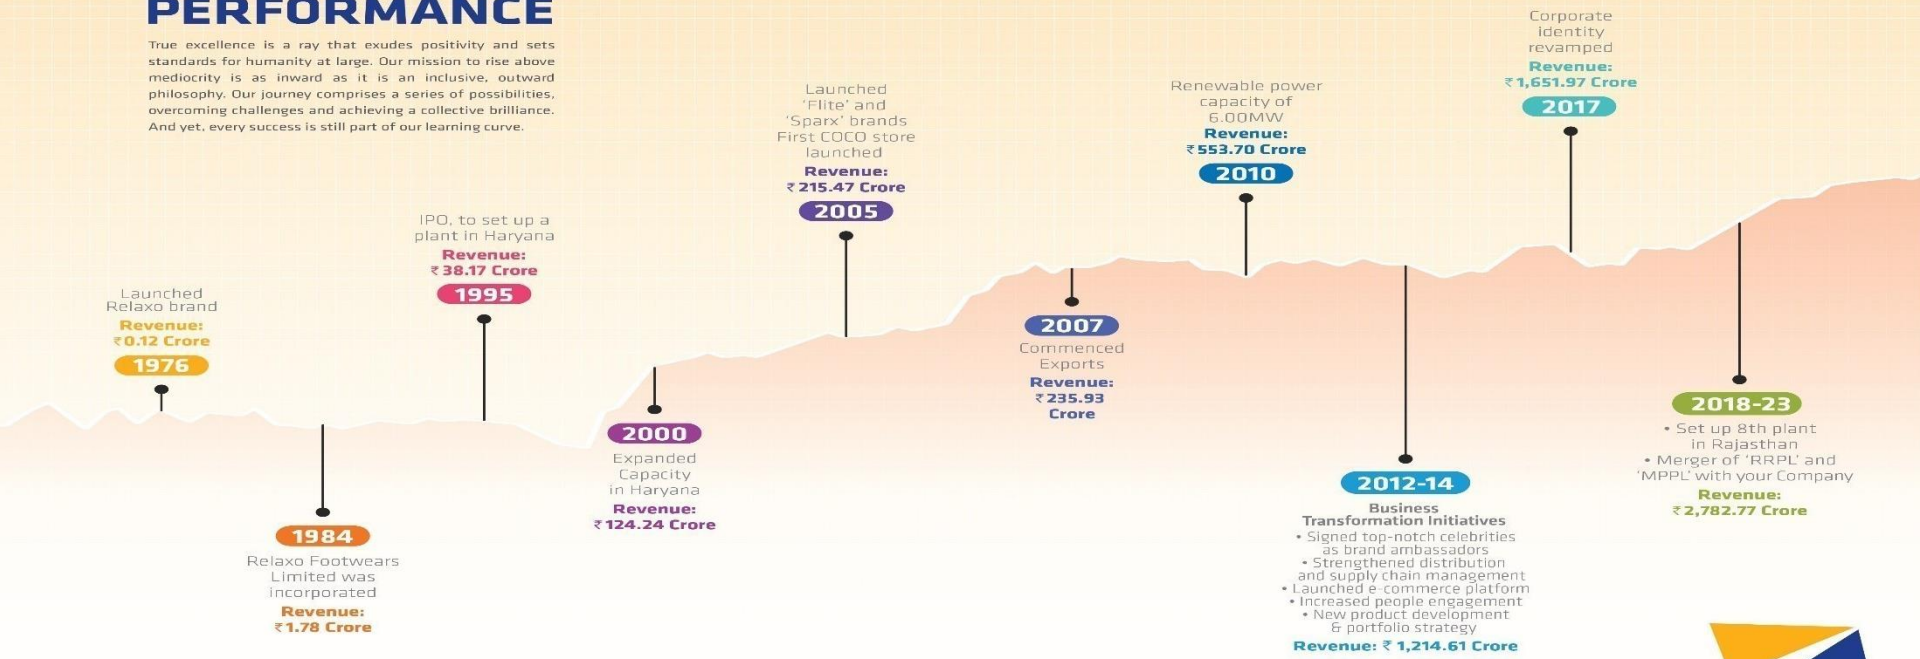 PERFORMANCE
True excellence is a ray that exudes positivity and sets
standards for humanity at large. Our mission to rise above
mediocrity is as inward as it is an inclusive, outward
philosophy. Our journey comprises a series of possibilities,
overcoming challenges and achieving a collective brilliance.
And yet, every success is still part of our learning curve.
Launched
Relaxo brand
Revenue:
₹0.12 Crore
1976
1984
Relaxo Footwears
Limited was
incorporated
Revenue:
₹1.78 Crore
IPO, to set up a
plant in Haryana
Revenue:
₹38.17 Crore
1995
2000
Expanded
Capacity
in Haryana
Revenue:
₹124.24 Crore
Launched
'Flite' and
'Sparx' brands
First COCO store
launched
Revenue:
₹215.47 Crore
2005
2007
Commenced
Exports
Revenue:
₹235.93
Crore
Renewable power
capacity of
6.00MW
Revenue:
₹553.70 Crore
2010
2012-14
Business
Transformation Initiatives
• Signed top-notch celebrities
as brand ambassadors
• Strengthened distribution
and supply chain management
• Launched e-commerce platform
• Increased people engagement
• New product development
& portfolio strategy
Revenue: ₹ 1,214.61 Crore
Corporate
identity
revamped
Revenue:
₹1,651.97 Crore
2017
2018-23
• Set up 8th plant
in Rajasthan
• Merger of 'RRPL' and
'MPPL' with your Company
Revenue:
₹2,782.77 Crore